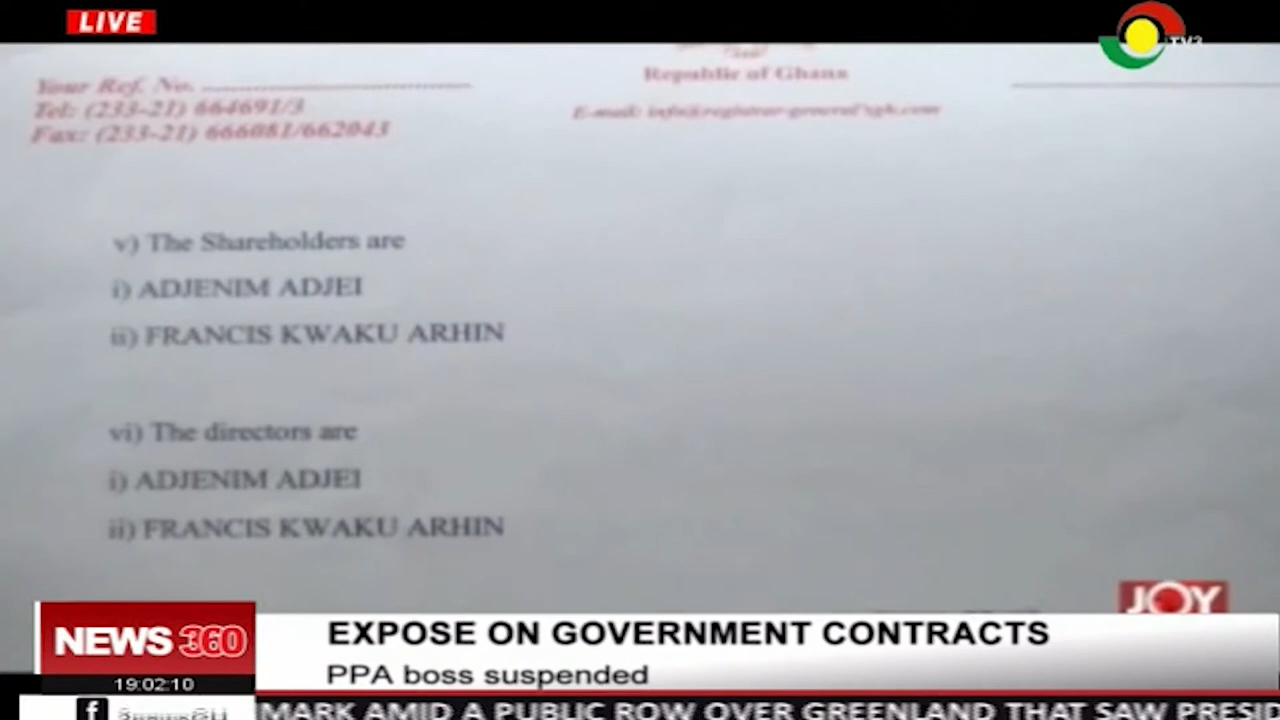 LIVE
TV3
Republic of Ghana
Your Ref. No.
Tel: (233-21) 664691/3
Fax: (233-21) 666081/662043
E-mail:
v) The Shareholders are
i) ADJENIM ADJEI
ii) FRANCIS KWAKU ARHIN
vi) The directors are
i) ADJENIM ADJEI
ii) FRANCIS KWAKU ARHIN
JOY
NEWS 360
EXPOSE ON GOVERNMENT CONTRACTS
PPA boss suspended
19:02:10
MARK AMID A PUBLIC ROW OVER GREENLAND THAT SAW PRESID